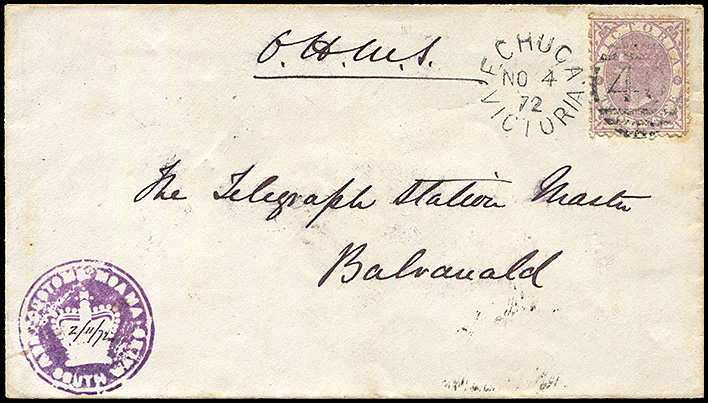 O.H.M.S.
ECHUCA
NO 4
72
VICTORIA
VICTORIA
4
The Telegraph Station Master
Balranald
2/11/72
SOUTH